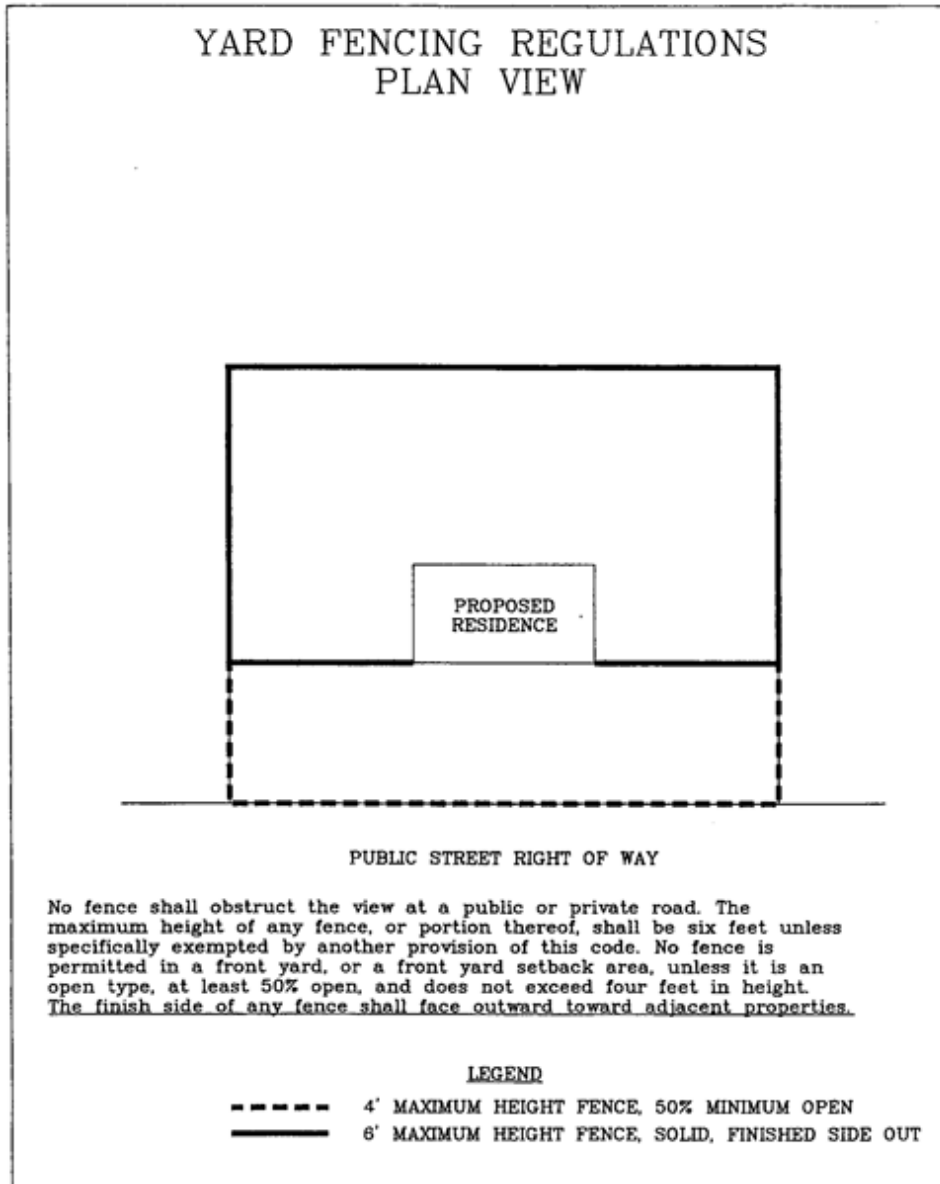 YARD FENCING REGULATIONS
PLAN VIEW
PROPOSED
RESIDENCE
PUBLIC STREET RIGHT OF WAY
No fence shall obstruct the view at a public or private road. The
maximum height of any fence, or portion thereof, shall be six feet unless
specifically exempted by another provision of this code. No fence is
permitted in a front yard, or a front yard setback area, unless it is an
open type, at least 50% open, and does not exceed four feet in height.
The finish side of any fence shall face outward toward adjacent properties.
LEGEND
4' MAXIMUM HEIGHT FENCE, 50% MINIMUM OPEN
6' MAXIMUM HEIGHT FENCE, SOLID, FINISHED SIDE OUT